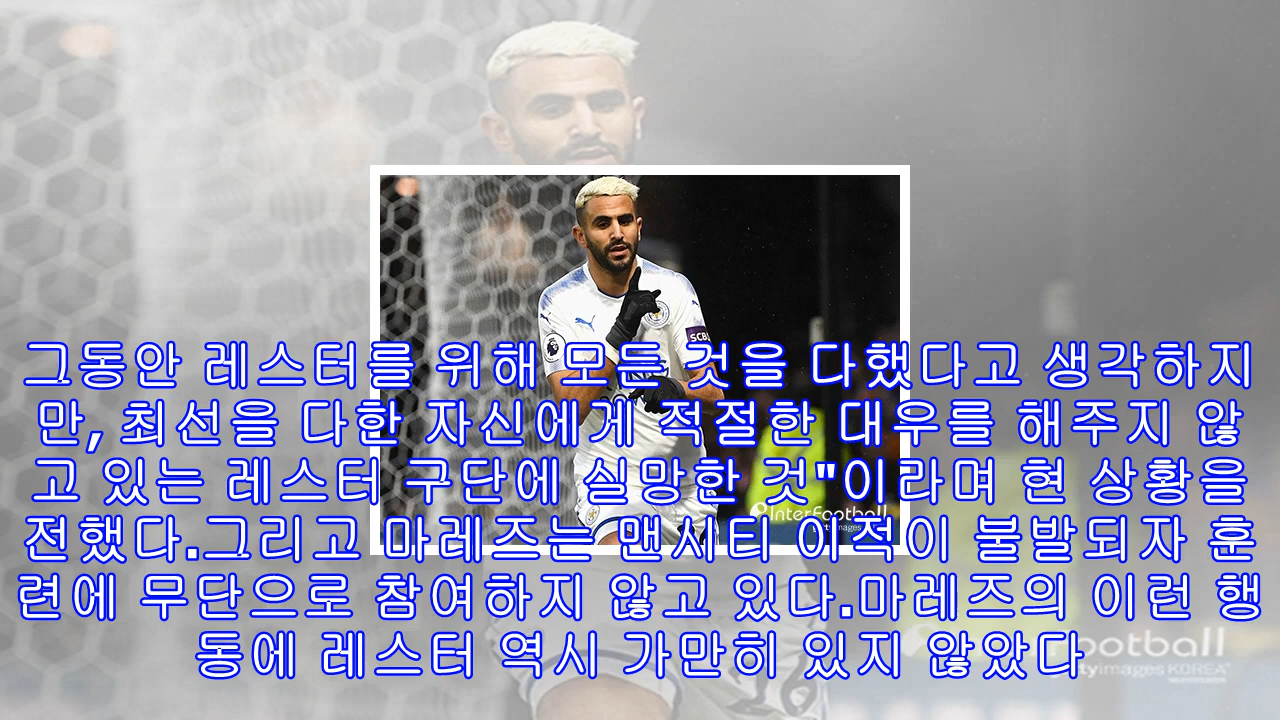 그동안 레스터를 위해 모든 것을 다했다고 생각하지
만, 최선을 다한 자신에게 적절한 대우를 해주지 않
고 있는 레스터 구단에 실망한 것"이라며 현 상황을
전했다.그리고 마레즈는 맨시티 이적이 불발되자 훈
련에 무단으로 참여하지 않고 있다.마레즈의 이런 행
동에 레스터 역시 가만히 있지 않았다
InterFootball
gettyimages
SCB
ootball
tyimages KOREA